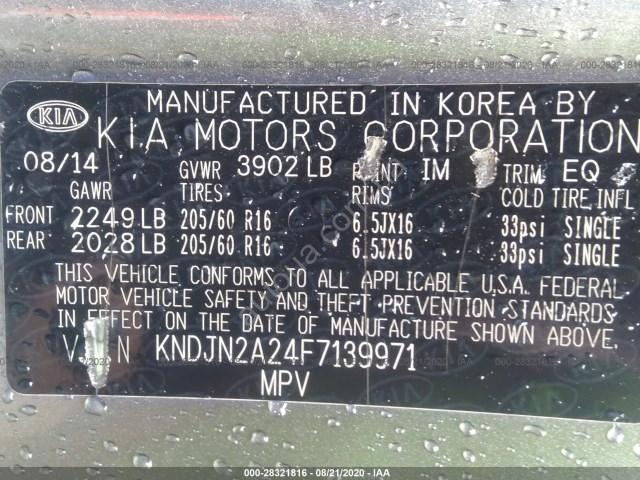 MANUFACTURED IN KOREA BY
KIA KIA MOTORS CORPORATION
08/14 GVWR 3902 LB PAINT IM TRIM EQ
GAWR TIRES RIMS COLD TIRE INFL
FRONT 2249 LB 205/60 R16 6.5JX16 33psi SINGLE
REAR 2028 LB 205/60 R16 6.5JX16 33psi SINGLE
THIS VEHICLE CONFORMS TO ALL APPLICABLE U.S.A. FEDERAL
MOTOR VEHICLE SAFETY AND THEFT PREVENTION STANDARDS
IN EFFECT ON THE DATE OF MANUFACTURE SHOWN ABOVE.
VIN KNDJN2A24F7139971
MPV
000-28321816 - 08/21/2020 - IAA